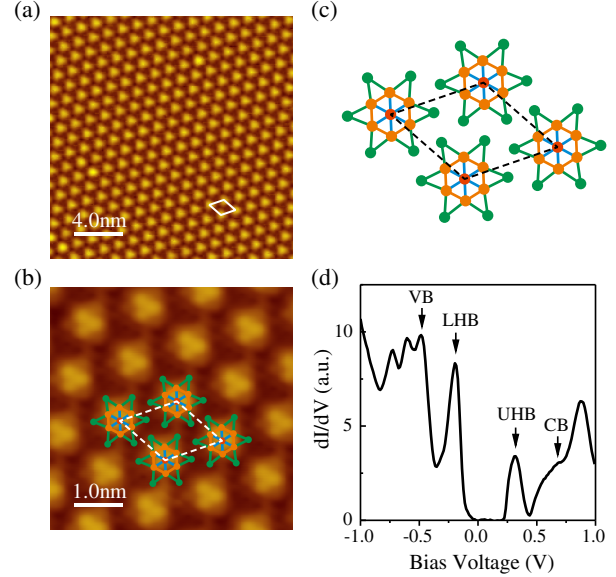 (a)
4.0nm
(b)
1.0nm
(c)
(d)
VB
LHB
UHB
CB
dI/dV (a.u.)
10
5
0
-1.0 -0.5 0.0 0.5 1.0
Bias Voltage (V)